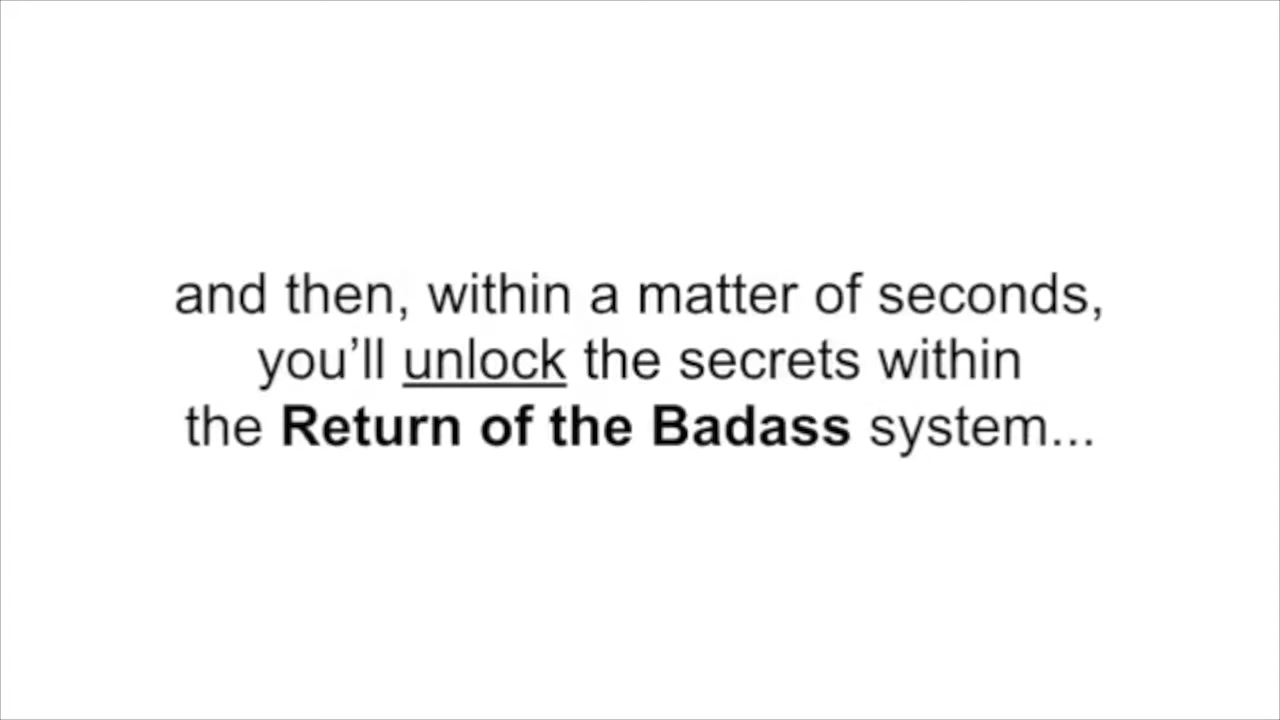 and then, within a matter of seconds,
you’ll unlock the secrets within
the Return of the Badass system...